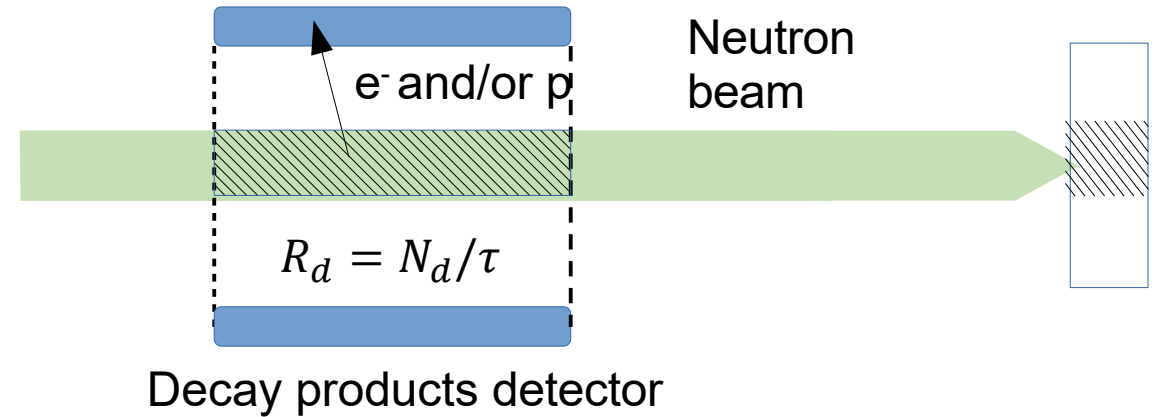 Neutron
beam
e⁻ and/or p
R_d = N_d/τ
Decay products detector